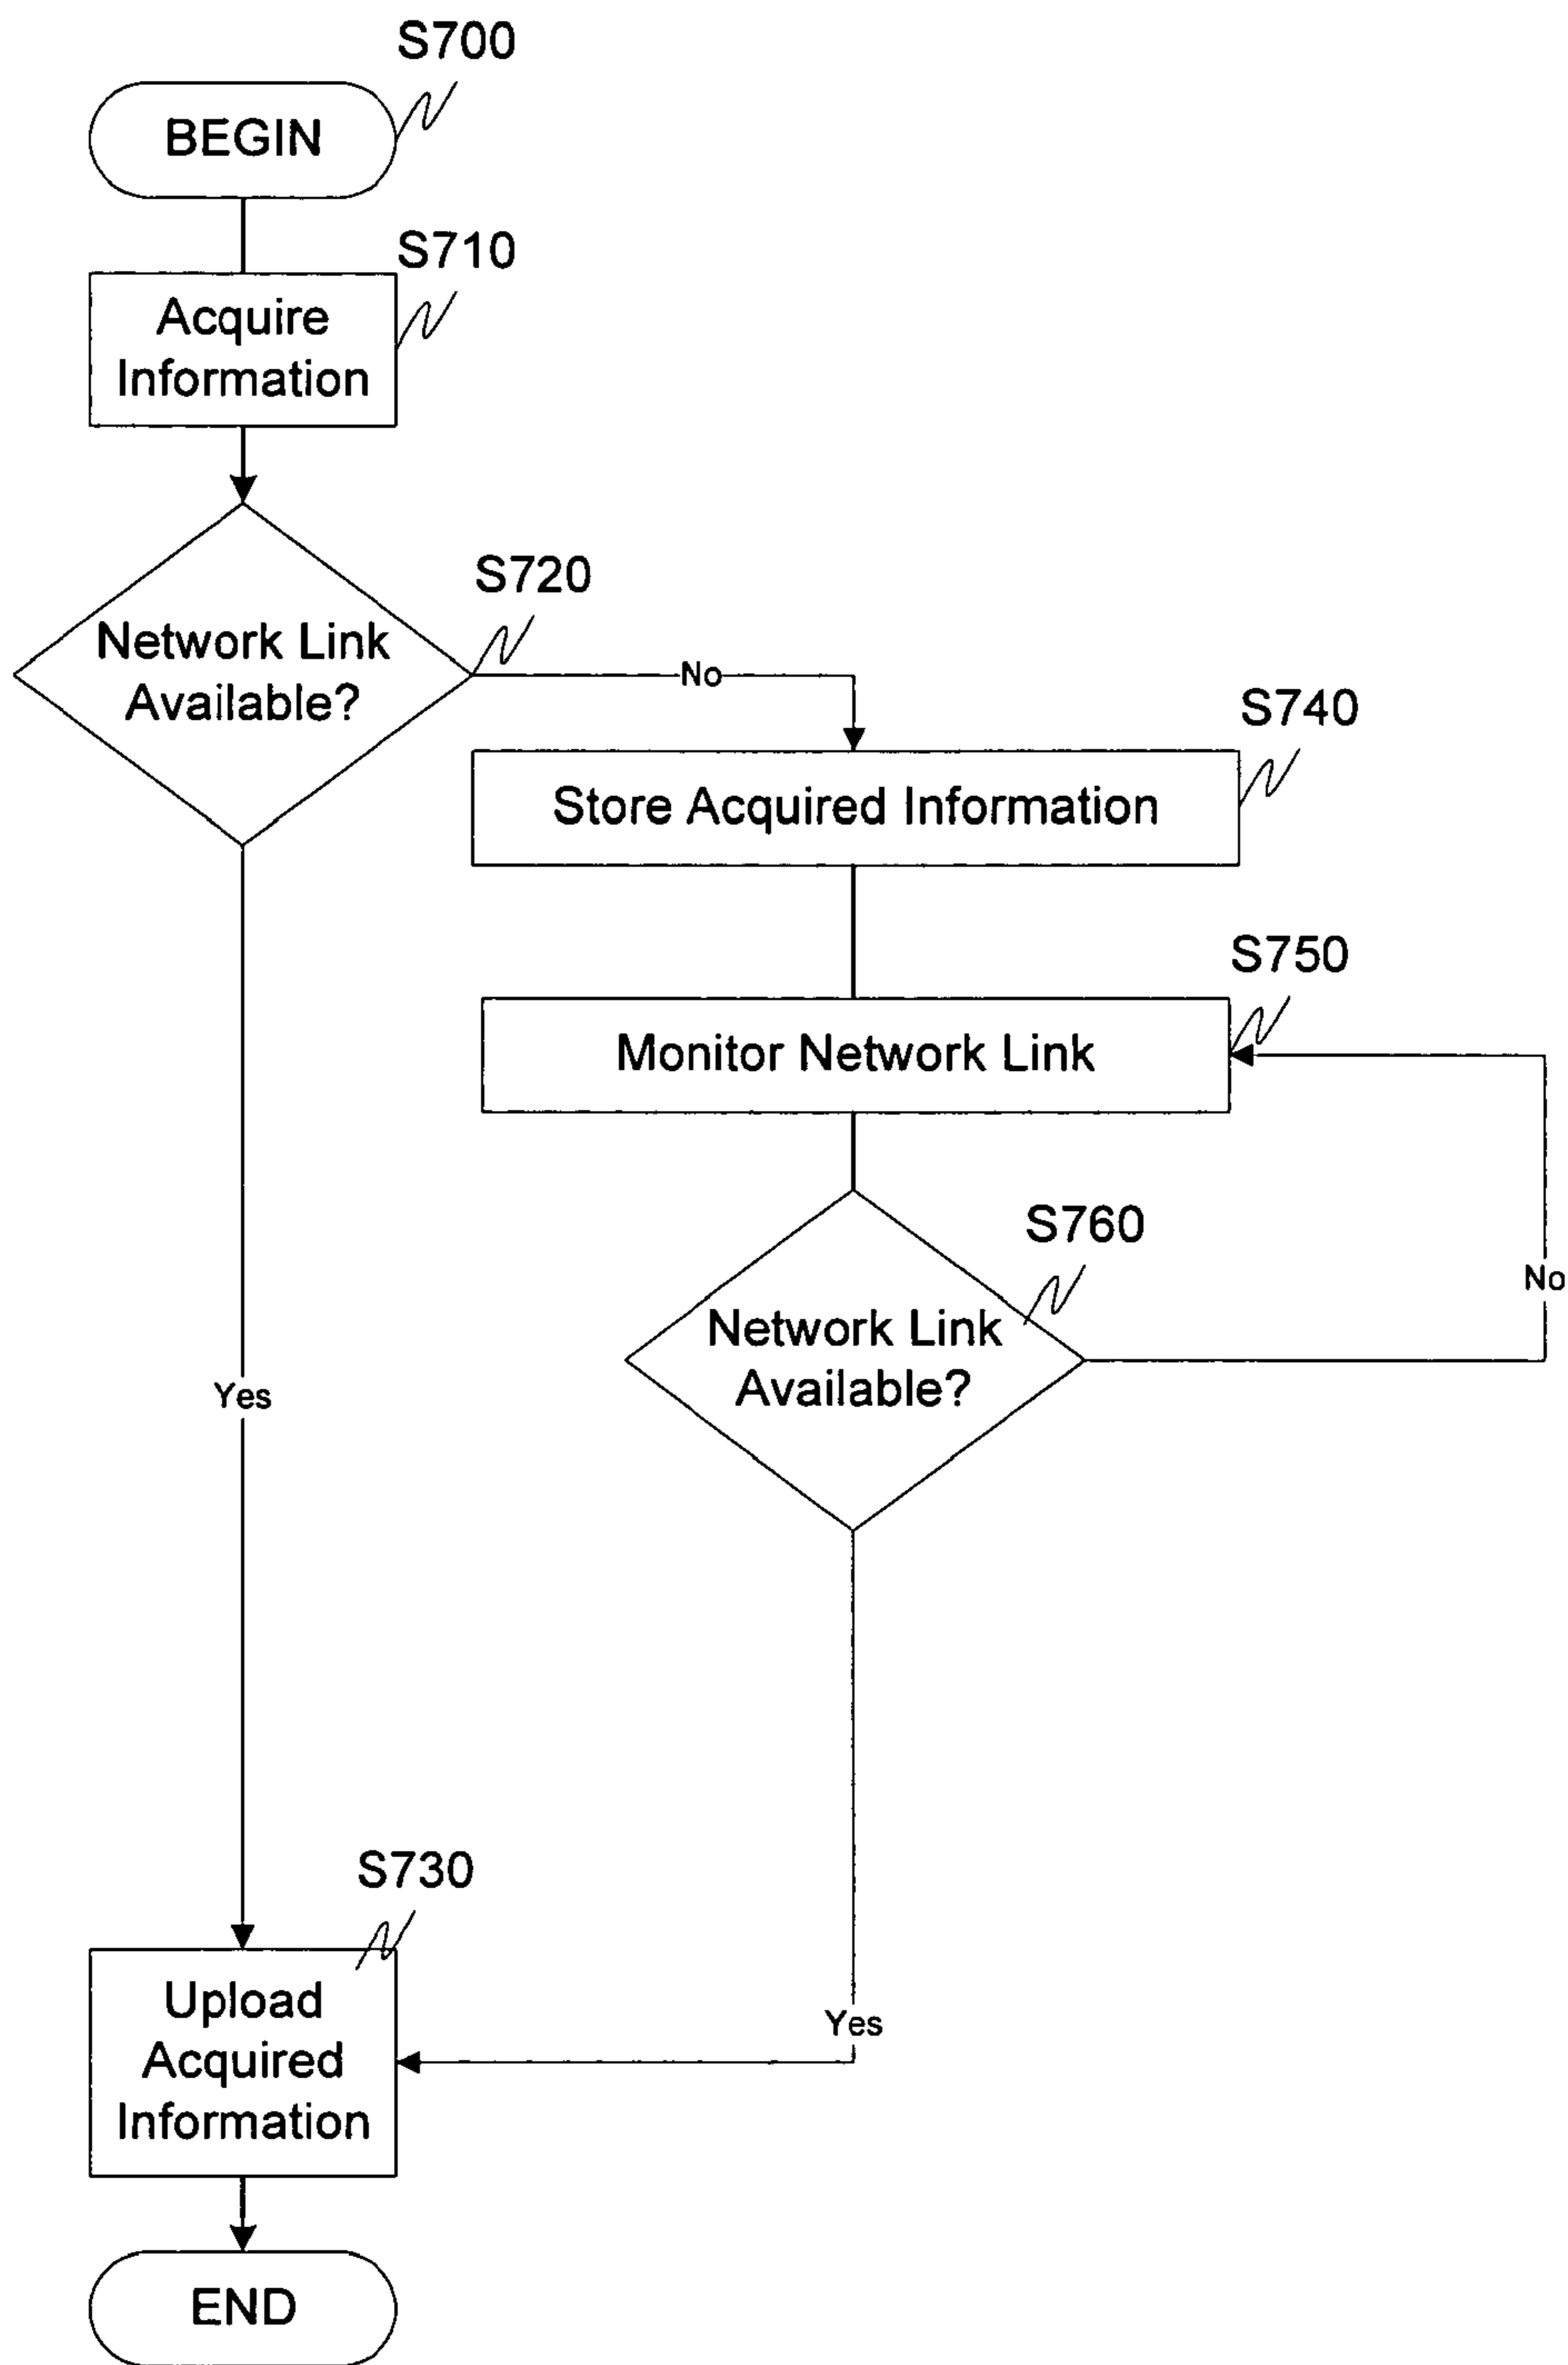 S700
BEGIN
S710
Acquire
Information
S720
Network Link
Available?
No
S740
Store Acquired Information
S750
Monitor Network Link
S760
Network Link
Available?
No
Yes
S730
Upload
Acquired
Information
Yes
END